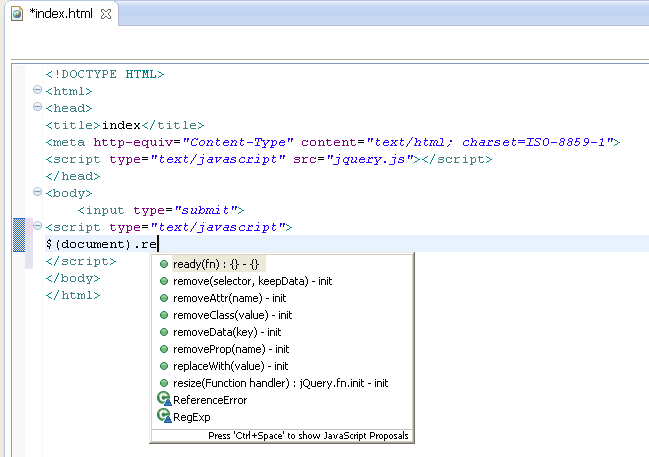 *index.html
<!DOCTYPE HTML>
<html>
<head>
<title>index</title>
<meta http-equiv="Content-Type" content="text/html; charset=ISO-8859-1">
<script type="text/javascript" src="jquery.js"></script>
</head>
<body>
<input type="submit">
<script type="text/javascript">
$(document).re
</script>
</body>
</html>
ready(fn) : {} - {}
remove(selector, keepData) - init
removeAttr(name) - init
removeClass(value) - init
removeData(key) - init
removeProp(name) - init
replaceWith(value) - init
resize(Function handler) : jQuery.fn.init - init
ReferenceError
RegExp
Press 'Ctrl+Space' to show JavaScript Proposals